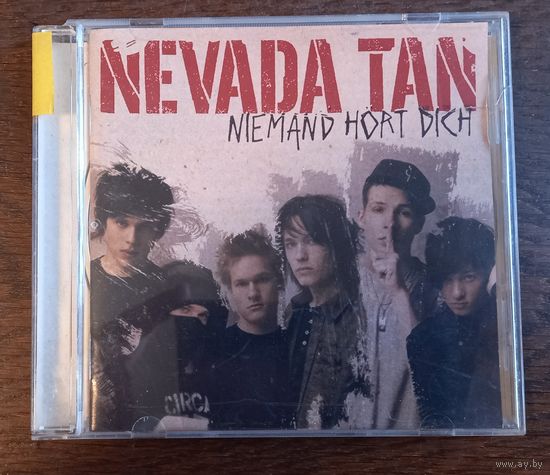 NEVADA TAN
NIEMAND HÖRT DICH
CIRCA
www.ay.by